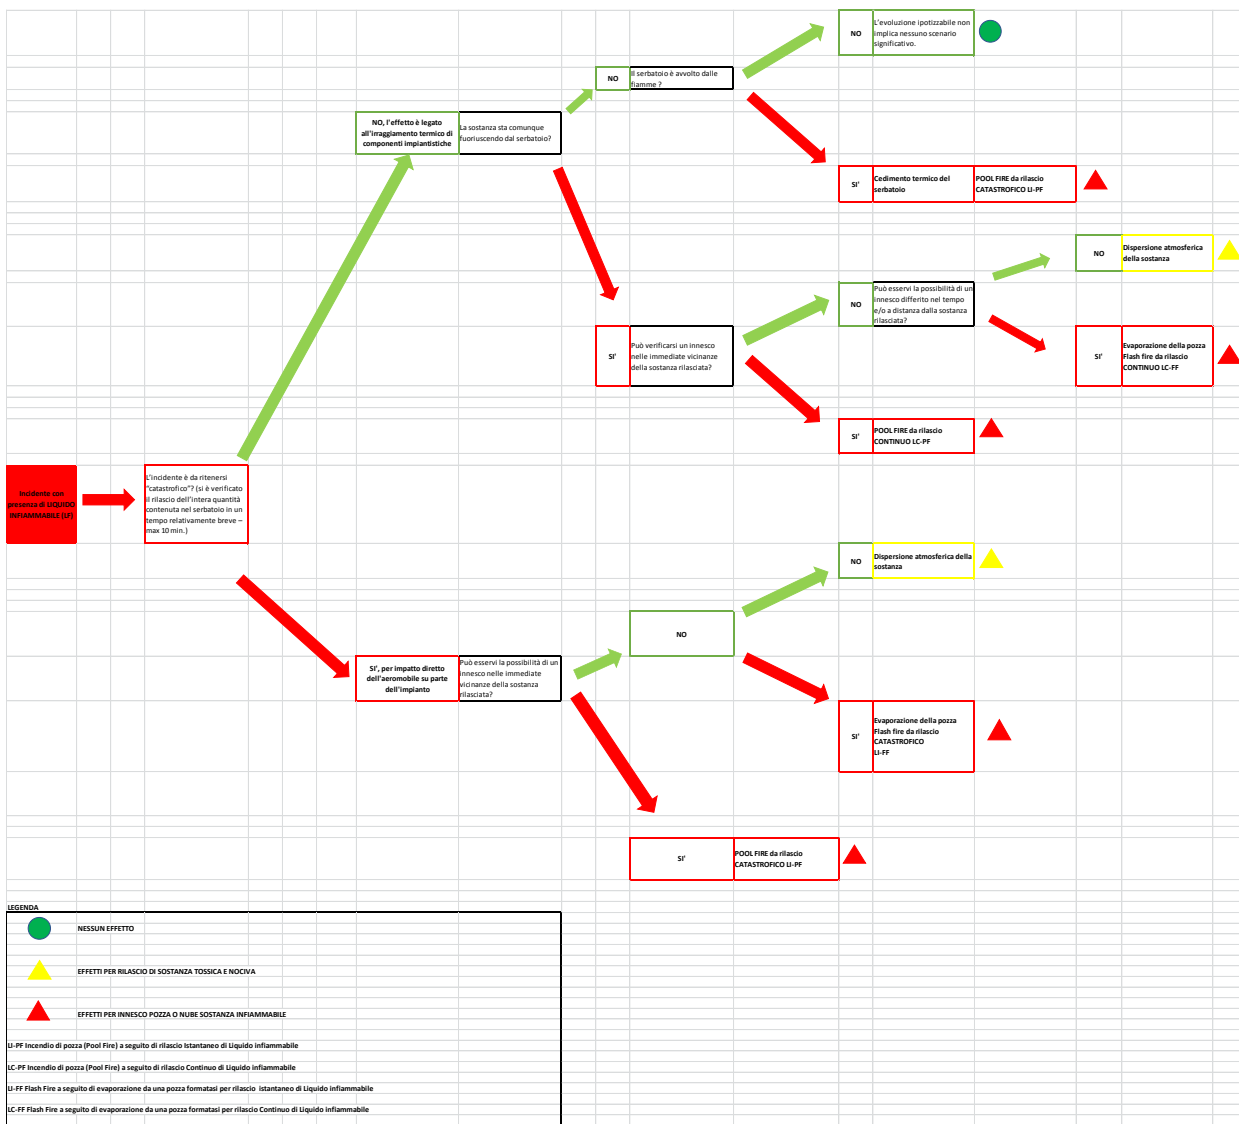 NO
L'evoluzione ipotizzabile non
implica nessuno scenario
significativo.
NO
Il serbatoio è avvolto dalle
fiamme ?
NO, l'effetto è legato
all'irraggiamento termico di
componenti impiantistiche
La sostanza sta comunque
fuoriuscendo dal serbatoio?
SI'
Cedimento termico del
serbatoio
POOL FIRE da rilascio
CATASTROFICO LI-PF
NO
Dispersione atmosferica
della sostanza
NO
Può esservi la possibilità di un
innesco differito nel tempo
e/o a distanza dalla sostanza
rilasciata?
SI'
Può verificarsi un innesco
nelle immediate vicinanze
della sostanza rilasciata?
SI'
Evaporazione della pozza
Flash fire da rilascio
CONTINUO LC-FF
SI'
POOL FIRE da rilascio
CONTINUO LC-PF
Incidente con
presenza di LIQUIDO
INFIAMMABILE (LF)
L'incidente è da ritenersi
"catastrofico"? (si è verificato
il rilascio dell'intera quantità
contenuta nel serbatoio in un
tempo relativamente breve –
max 10 min.)
NO
Dispersione atmosferica della
sostanza
NO
SI', per impatto diretto
dell'aeromobile su parte
dell'impianto
Può esservi la possibilità di un
innesco nelle immediate
vicinanze della sostanza
rilasciata?
SI'
Evaporazione della pozza
Flash fire da rilascio
CATASTROFICO
LI-FF
SI'
POOL FIRE da rilascio
CATASTROFICO LI-PF
LEGENDA
NESSUN EFFETTO
EFFETTI PER RILASCIO DI SOSTANZA TOSSICA E NOCIVA
EFFETTI PER INNESCO POZZA O NUBE SOSTANZA INFIAMMABILE
LI-PF Incendio di pozza (Pool Fire) a seguito di rilascio Istantaneo di Liquido infiammabile
LC-PF Incendio di pozza (Pool Fire) a seguito di rilascio Continuo di Liquido infiammabile
LI-FF Flash Fire a seguito di evaporazione da una pozza formatasi per rilascio istantaneo di Liquido infiammabile
LC-FF Flash Fire a seguito di evaporazione da una pozza formatasi per rilascio Continuo di Liquido infiammabile